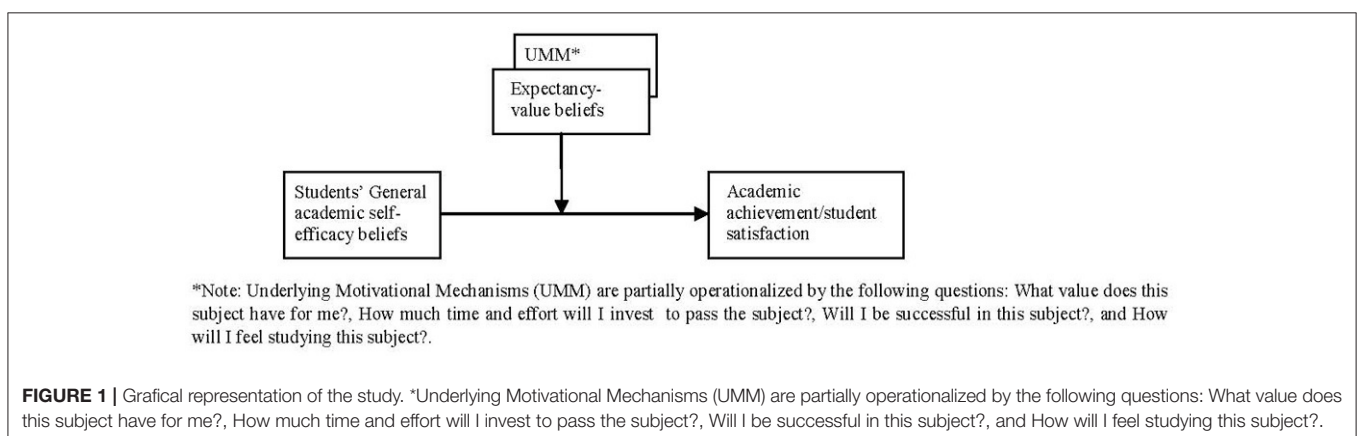 UMM*
Expectancy-
value beliefs
Students' General
academic self-
efficacy beliefs
Academic
achievement/student
satisfaction
*Note: Underlying Motivational Mechanisms (UMM) are partially operationalized by the following questions: What value does this
subject have for me?, How much time and effort will I invest to pass the subject?, Will I be successful in this subject?, and How
will I feel studying this subject?.
FIGURE 1 | Grafical representation of the study. *Underlying Motivational Mechanisms (UMM) are partially operationalized by the following questions: What value does
this subject have for me?, How much time and effort will I invest to pass the subject?, Will I be successful in this subject?, and How will I feel studying this subject?.